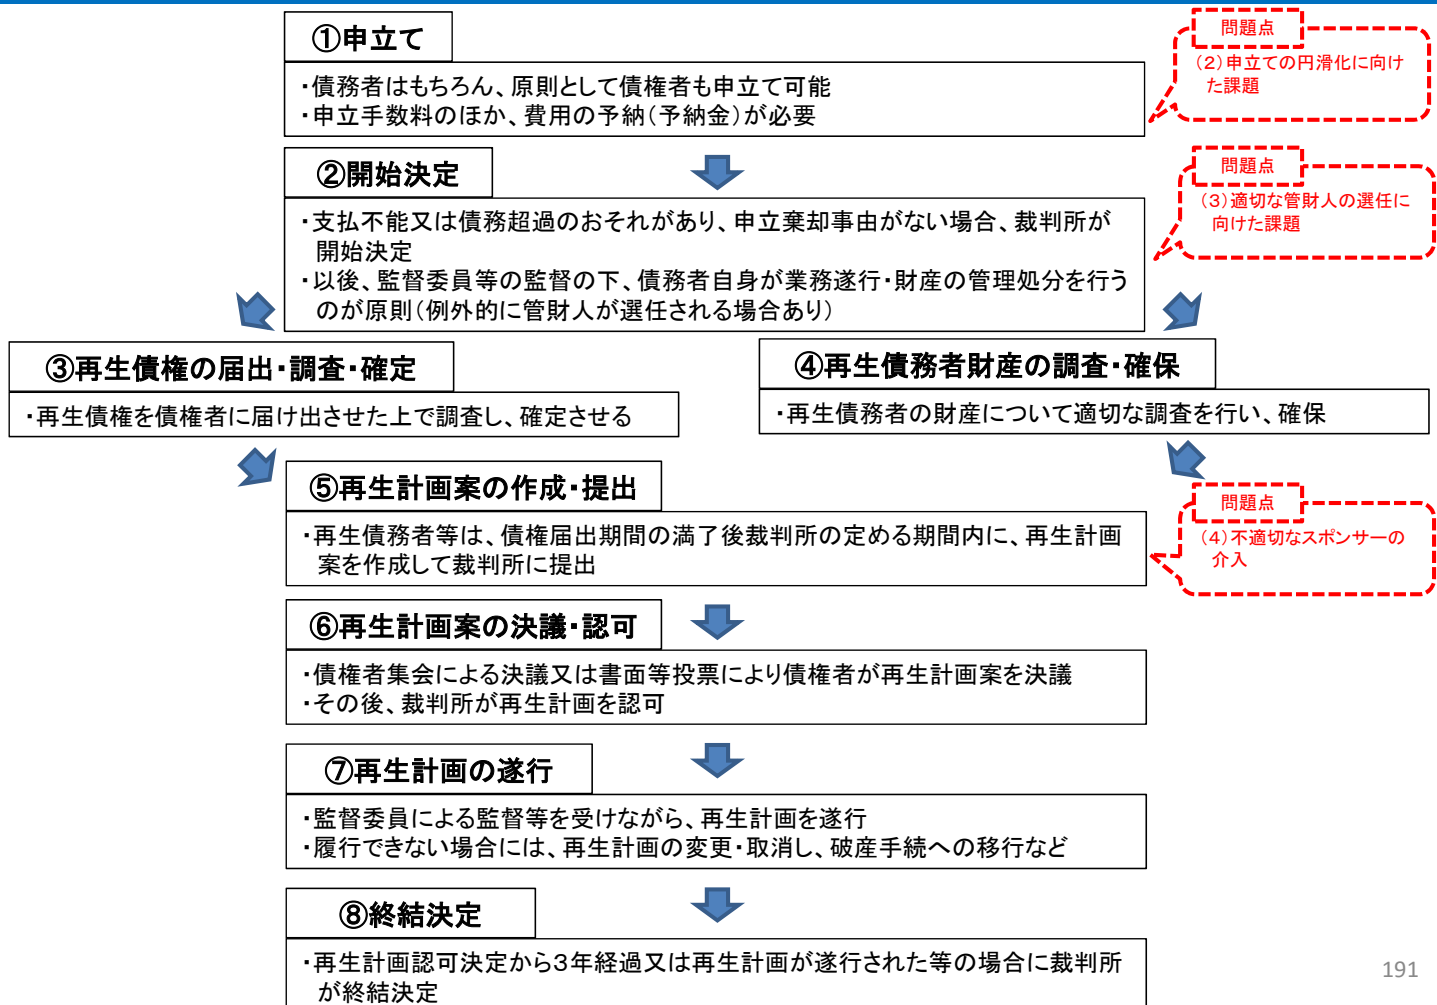 ①申立て
・債務者はもちろん、原則として債権者も申立て可能
・申立手数料のほか、費用の予納(予納金)が必要
問題点
(2)申立ての円滑化に向け
た課題
②開始決定
・支払不能又は債務超過のおそれがあり、申立棄却事由がない場合、裁判所が
開始決定
・以後、監督委員等の監督の下、債務者自身が業務遂行・財産の管理処分を行う
のが原則(例外的に管財人が選任される場合あり)
問題点
(3)適切な管財人の選任に
向けた課題
③再生債権の届出・調査・確定
・再生債権を債権者に届け出させた上で調査し、確定させる
④再生債務者財産の調査・確保
・再生債務者の財産について適切な調査を行い、確保
⑤再生計画案の作成・提出
・再生債務者等は、債権届出期間の満了後裁判所の定める期間内に、再生計画
案を作成して裁判所に提出
問題点
(4)不適切なスポンサーの
介入
⑥再生計画案の決議・認可
・債権者集会による決議又は書面等投票により債権者が再生計画案を決議
・その後、裁判所が再生計画を認可
⑦再生計画の遂行
・監督委員による監督等を受けながら、再生計画を遂行
・履行できない場合には、再生計画の変更・取消し、破産手続への移行など
⑧終結決定
・再生計画認可決定から3年経過又は再生計画が遂行された等の場合に裁判所
が終結決定
191